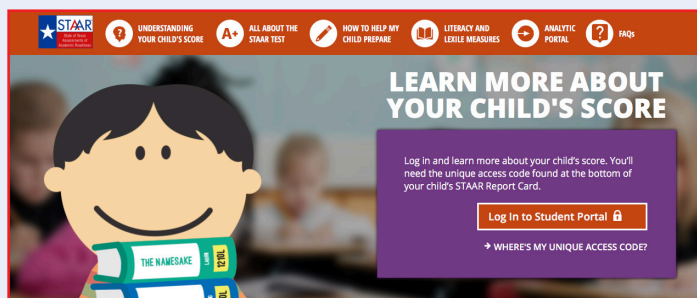 STAAR
State of Texas
Assessments of
Academic Readiness
UNDERSTANDING
YOUR CHILD'S SCORE
A+
ALL ABOUT THE
STAAR TEST
HOW TO HELP MY
CHILD PREPARE
LITERACY AND
LEXILE MEASURES
ANALYTIC
PORTAL
FAQs
LEARN MORE ABOUT
YOUR CHILD'S SCORE
Log in and learn more about your child's score. You'll
need the unique access code found at the bottom of
your child's STAAR Report Card.
Log In to Student Portal
WHERE'S MY UNIQUE ACCESS CODE?
THE NAMESAKE
1210L